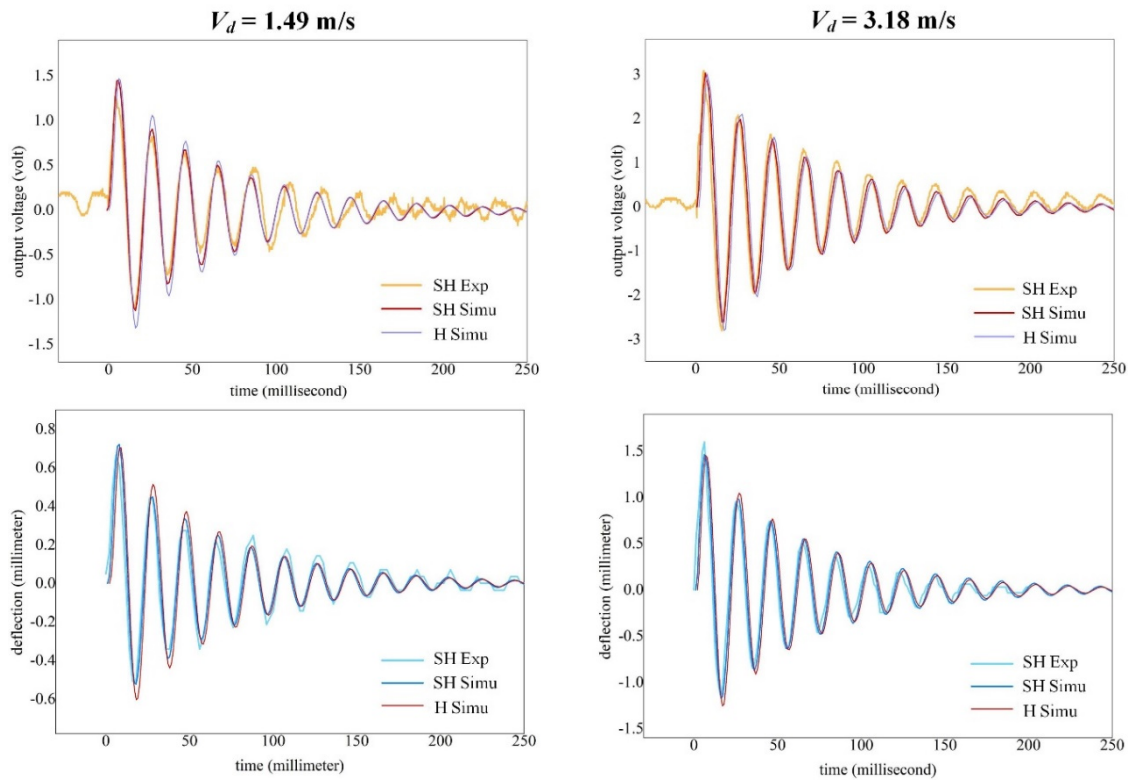 V_d = 1.49 m/s
V_d = 3.18 m/s
output voltage (volt)
1.5
1.0
0.5
0.0
-0.5
-1.0
-1.5
SH Exp
SH Simu
H Simu
0 50 100 150 200 250
time (millisecond)
output voltage (volt)
3
2
1
0
-1
-2
-3
SH Exp
SH Simu
H Simu
0 50 100 150 200 250
time (millisecond)
deflection (millimeter)
0.8
0.6
0.4
0.2
0.0
-0.2
-0.4
-0.6
SH Exp
SH Simu
H Simu
0 50 100 150 200 250
time (millimeter)
deflection (millimeter)
1.5
1.0
0.5
0.0
-0.5
-1.0
-1.5
SH Exp
SH Simu
H Simu
0 50 100 150 200 250
time (millisecond)